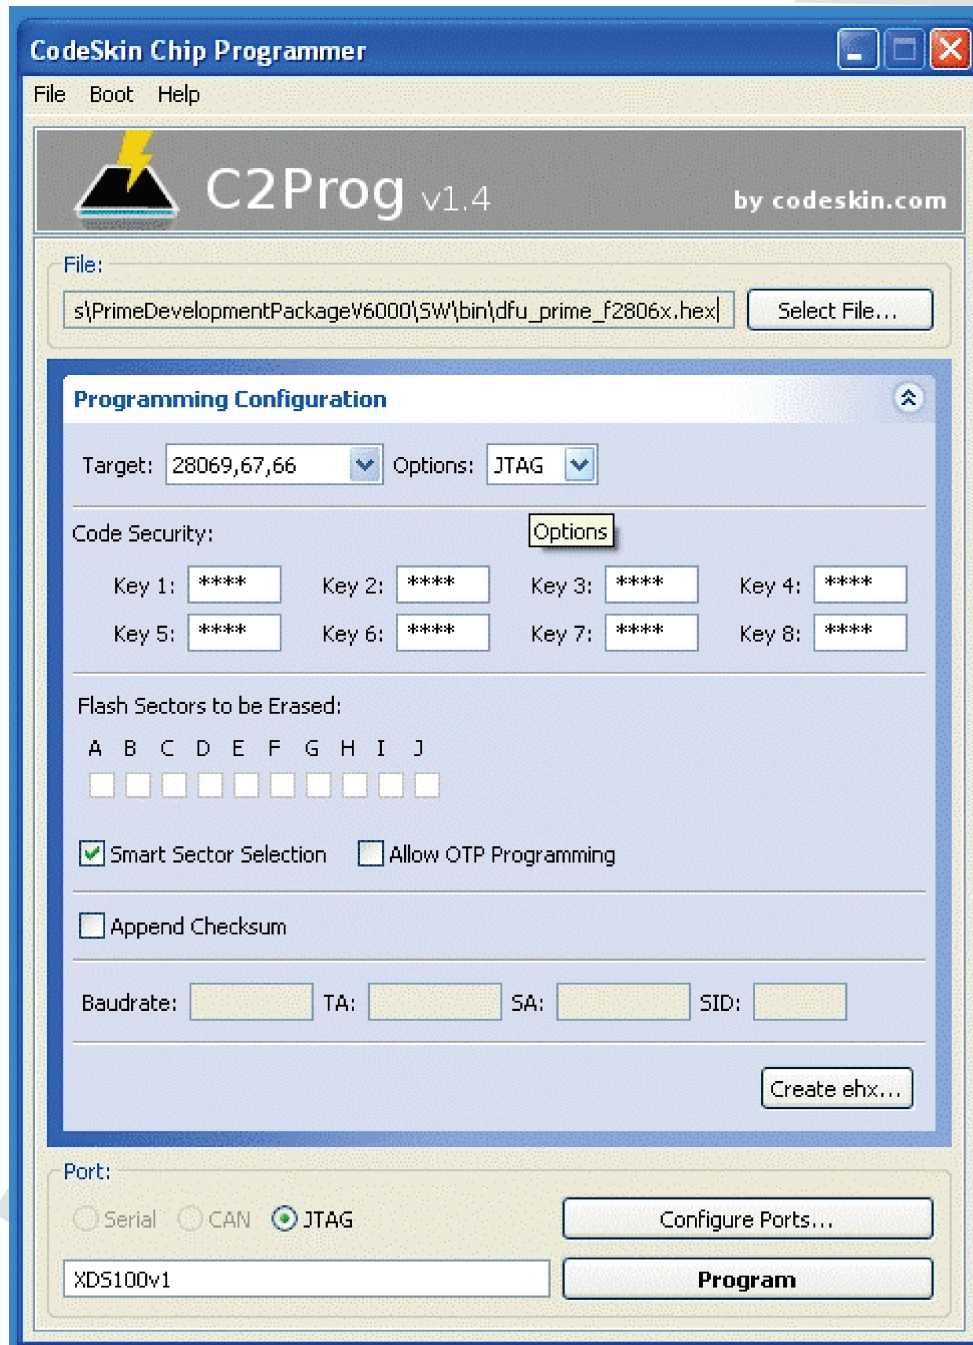 CodeSkin Chip Programmer
File Boot Help
C2Prog v1.4 by codeskin.com
File:
s\PrimeDevelopmentPackageV6000\SW\bin\dfu_prime_f2806x.hex Select File...
Programming Configuration
Target: 28069,67,66 Options: JTAG
Code Security: Options
Key 1: **** Key 2: **** Key 3: **** Key 4: ****
Key 5: **** Key 6: **** Key 7: **** Key 8: ****
Flash Sectors to be Erased:
A B C D E F G H I J
Smart Sector Selection Allow OTP Programming
Append Checksum
Baudrate: TA: SA: SID:
Create ehx...
Port:
Serial CAN JTAG Configure Ports...
XDS100v1 Program